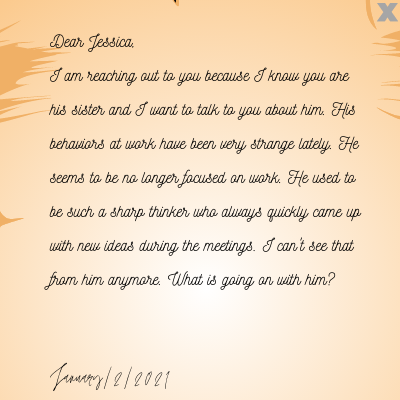 Dear Jessica,
I am reaching out to you because I know you are
his sister and I want to talk to you about him. His
behaviors at work have been very strange lately. He
seems to be no longer focused on work. He used to
be such a sharp thinker who always quickly came up
with new ideas during the meetings. I can't see that
from him anymore. What is going on with him?
January/2/2021
X